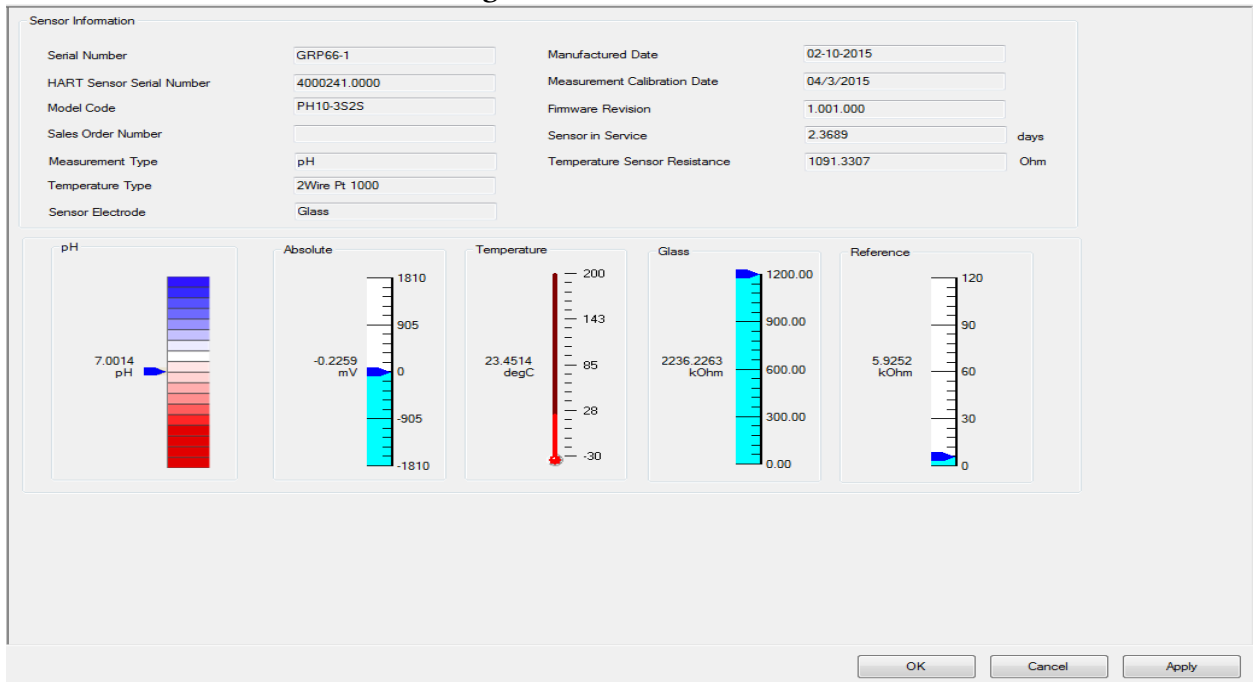 Sensor Information
Serial Number GRP66-1 Manufactured Date 02-10-2015
HART Sensor Serial Number 4000241.0000 Measurement Calibration Date 04/3/2015
Model Code PH10-3S2S Firmware Revision 1.001.000
Sales Order Number Sensor in Service 2.3689 days
Measurement Type pH Temperature Sensor Resistance 1091.3307 Ohm
Temperature Type 2Wire Pt 1000
Sensor Electrode Glass
pH
7.0014
pH
Absolute
1810
905
-0.2259
mV
0
-905
-1810
Temperature
200
143
23.4514
degC
85
28
-30
Glass
1200.00
900.00
2236.2263
kOhm
600.00
300.00
0.00
Reference
120
90
5.9252
kOhm
60
30
0
OK Cancel Apply